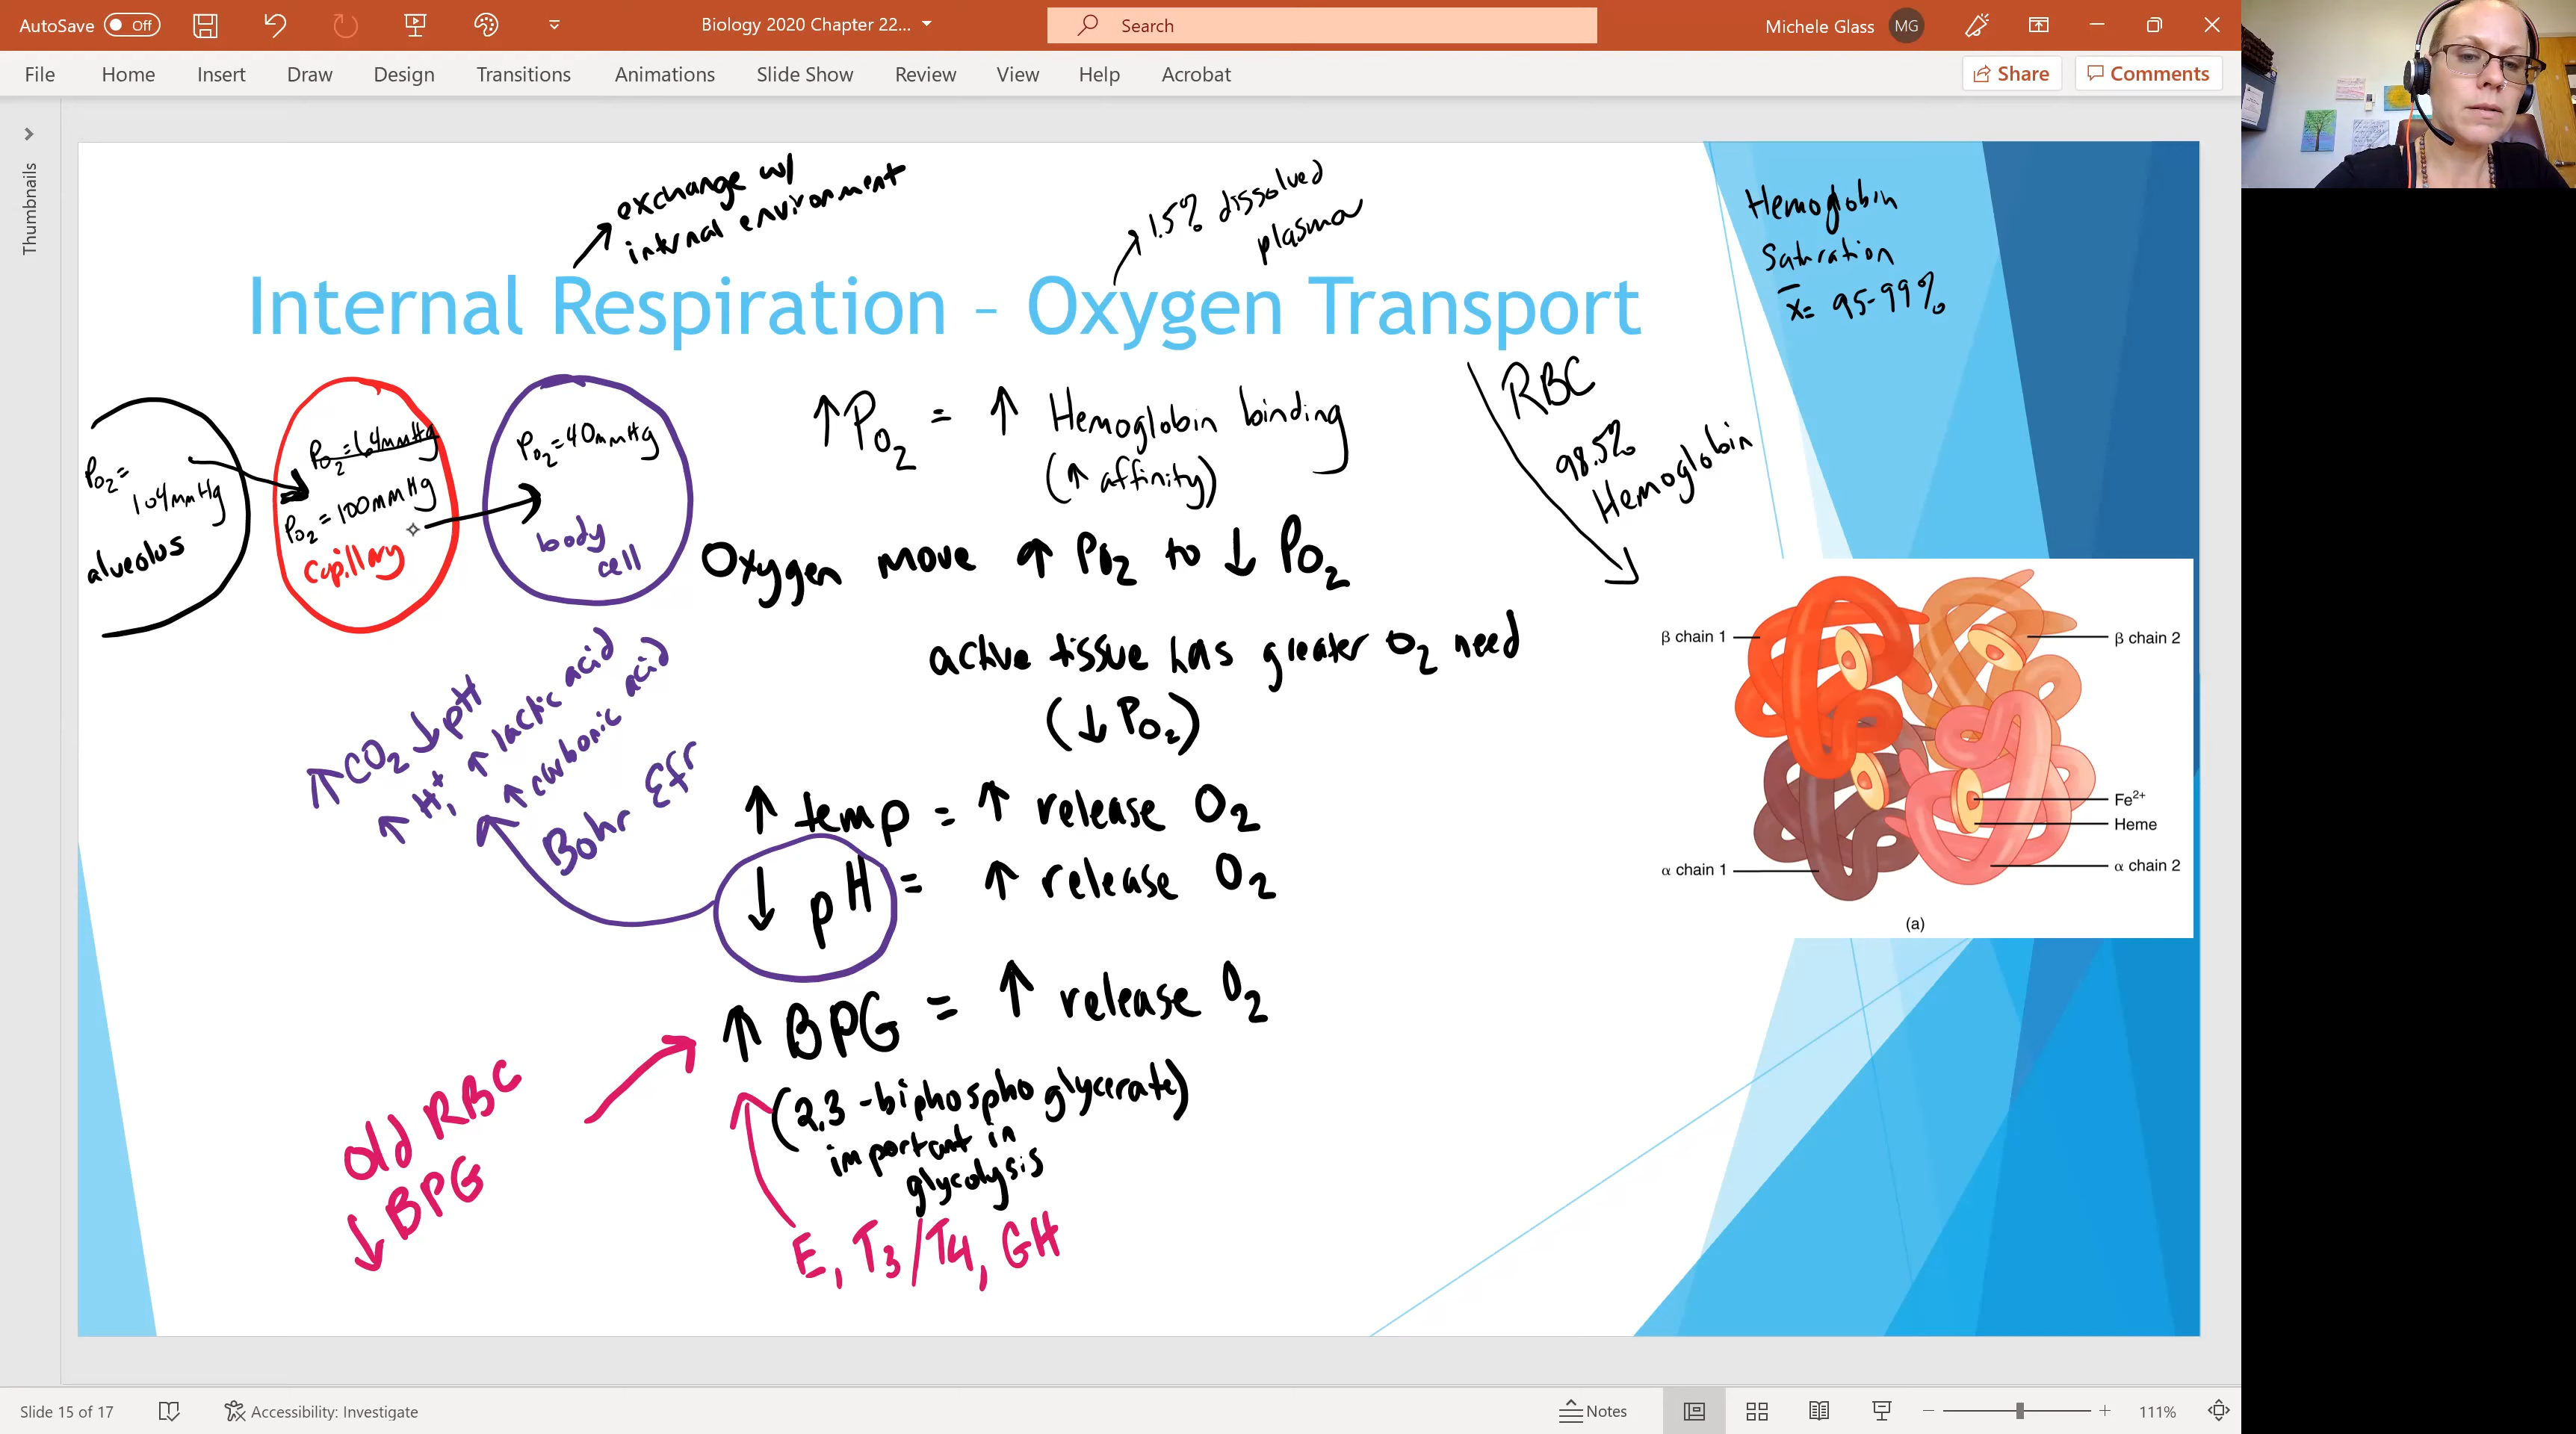 AutoSave Off
Biology 2020 Chapter 22...
Search
Michele Glass MG
File Home Insert Draw Design Transitions Animations Slide Show Review View Help Acrobat
Share Comments
Thumbnails
exchange w/
internal environment
1.5% dissolved
plasma
Hemoglobin
Saturation
x̄= 95-99%
Internal Respiration - Oxygen Transport
PO2=
104mmHg
alveolus
PO2=64mmHg
PO2=100mmHg
capillary
PO2=40mmHg
body
cell
↑PO2 = ↑ Hemoglobin binding
(↑ affinity)
RBC
98.5%
Hemoglobin
Oxygen move ↑ PO2 to ↓ PO2
active tissue has greater O2 need
(↓PO2)
↑CO2 ↓pH
↑ H+, ↑ lactic acid
↑ carbonic acid
Bohr Efr
↑ temp = ↑ release O2
↓ pH = ↑ release O2
↑ BPG = ↑ release O2
(2,3-biphosphoglycerate)
important in
glycolysis
E, T3/T4, GH
old RBC
↓BPG
β chain 1
β chain 2
Fe2+
Heme
α chain 1
α chain 2
(a)
Slide 15 of 17
Accessibility: Investigate
Notes
111%